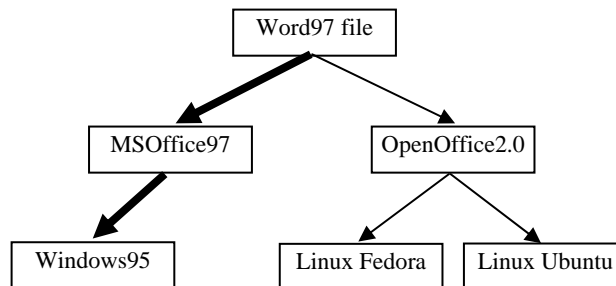 Word97 file
MSOffice97
OpenOffice2.0
Windows95
Linux Fedora
Linux Ubuntu